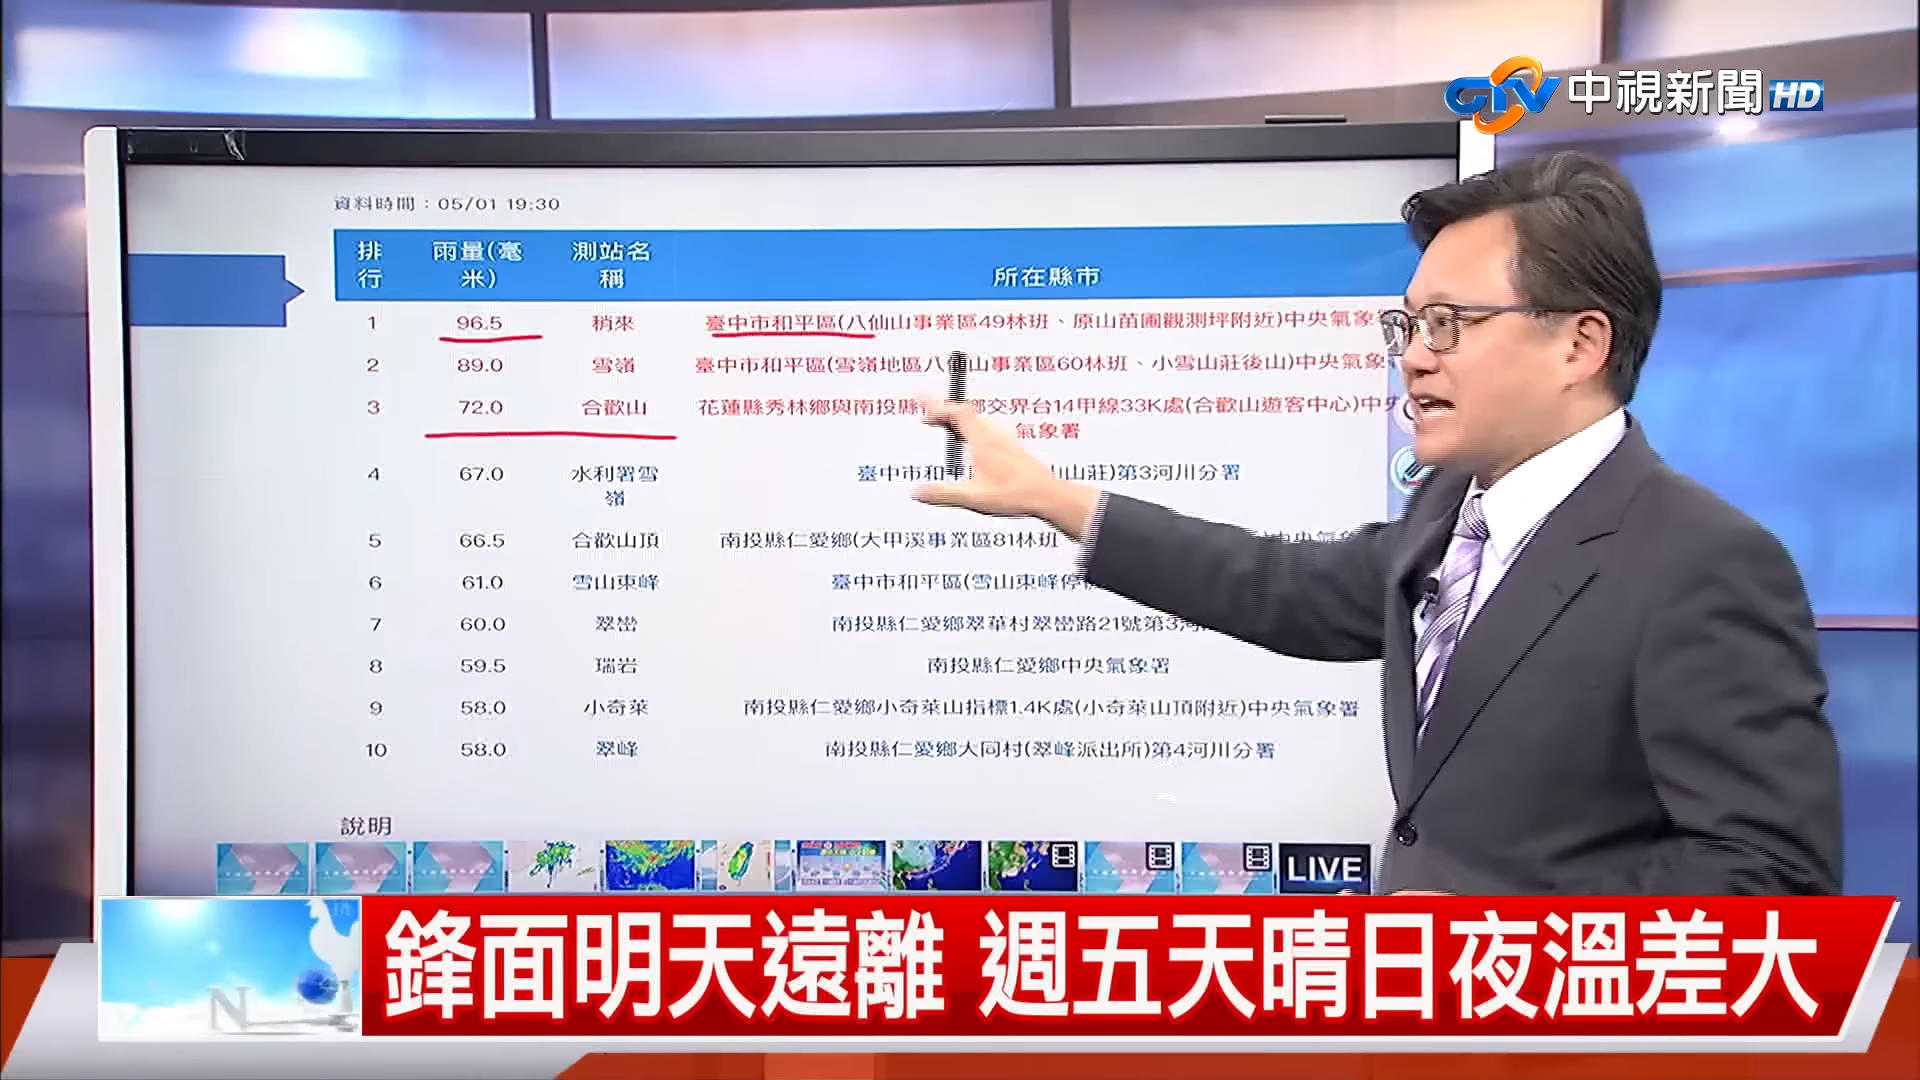 CTV 中視新聞 HD
資料時間：05/01 19:30
排行 雨量(毫米) 測站名稱 所在縣市
1 96.5 稍來 臺中市和平區(八仙山事業區49林班、原山苗圃觀測坪附近)中央氣象
2 89.0 雪嶺 臺中市和平區(雪嶺地區八仙山事業區60林班、小雪山莊後山)中央氣象
3 72.0 合歡山 花蓮縣秀林鄉與南投縣 鄉交界台14甲線33K處(合歡山遊客中心)中央
氣象署
4 67.0 水利署雪嶺 臺中市和平 山莊)第3河川分署
5 66.5 合歡山頂 南投縣仁愛鄉(大甲溪事業區81林班 中央氣象
6 61.0 雪山東峰 臺中市和平區(雪山東峰停
7 60.0 翠巒 南投縣仁愛鄉翠華村翠巒路21號第3河
8 59.5 瑞岩 南投縣仁愛鄉中央氣象署
9 58.0 小奇萊 南投縣仁愛鄉小奇萊山指標1.4K處(小奇萊山頂附近)中央氣象署
10 58.0 翠峰 南投縣仁愛鄉大同村(翠峰派出所)第4河川分署
說明
LIVE
N
鋒面明天遠離 週五天晴日夜溫差大